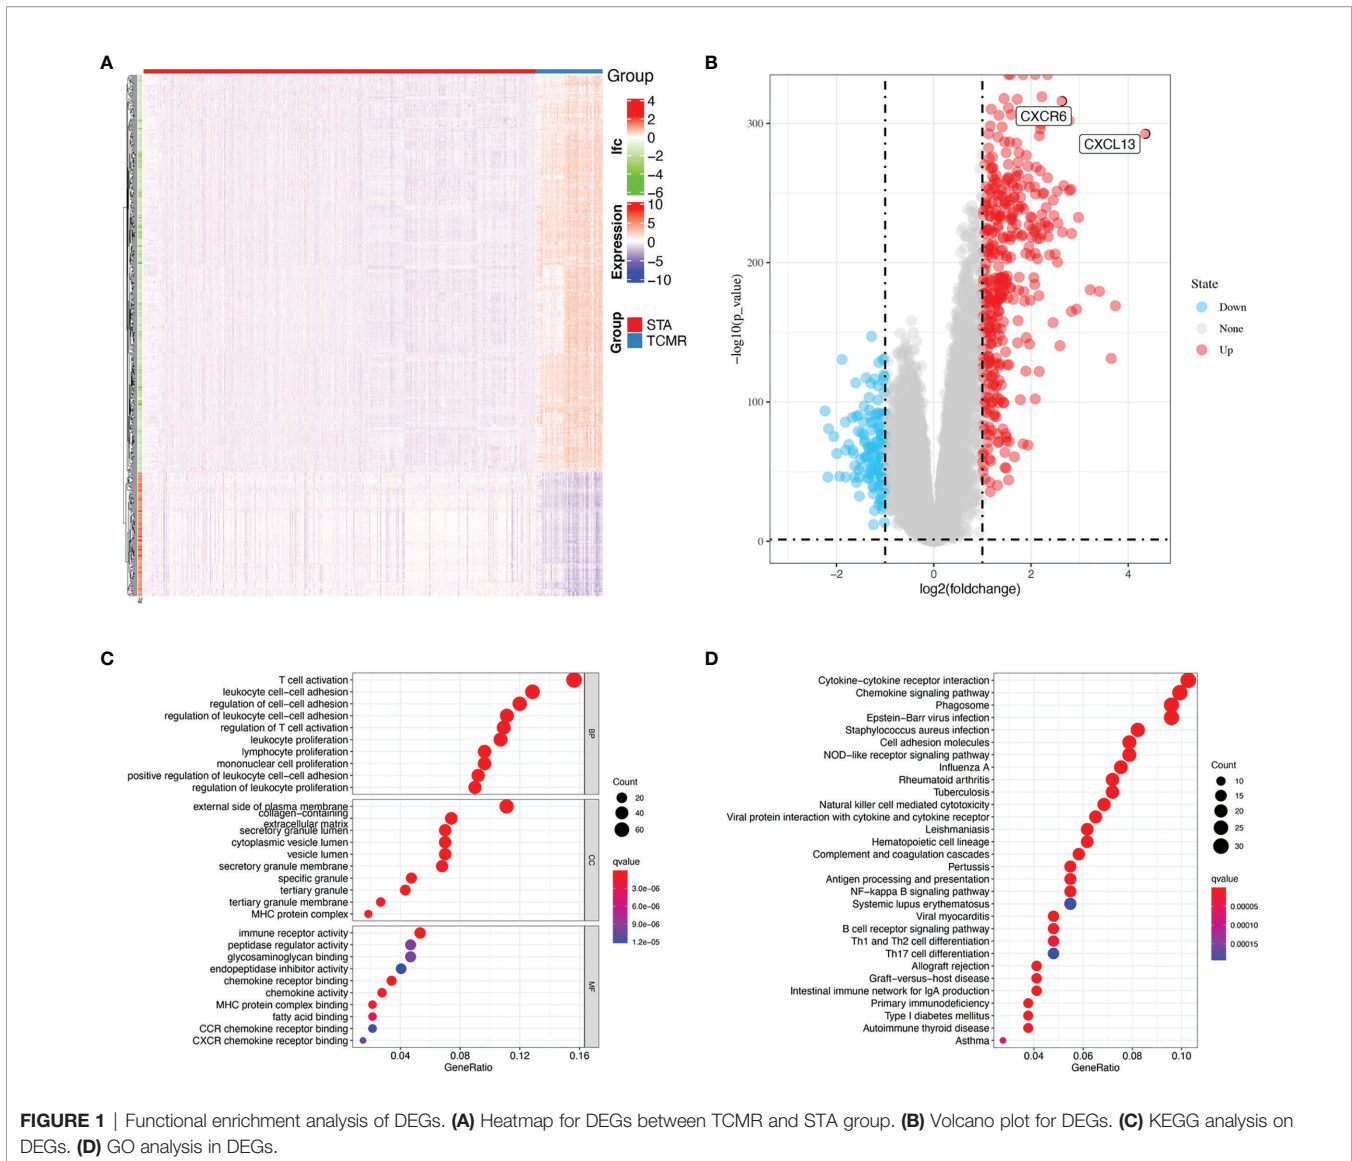 A
Group
4
2
0
−2
−4
−6
lfc
10
5
0
−5
−10
Expression
STA
TCMR
Group
B
300
200
100
0
−log10(p_value)
CXCR6
CXCL13
−2
0
2
4
log2(foldchange)
State
Down
None
Up
C
T cell activation
leukocyte cell−cell adhesion
regulation of cell−cell adhesion
regulation of leukocyte cell−cell adhesion
regulation of T cell activation
leukocyte proliferation
lymphocyte proliferation
mononuclear cell proliferation
positive regulation of leukocyte cell−cell adhesion
regulation of leukocyte proliferation
BP
external side of plasma membrane
collagen−containing
extracellular matrix
secretory granule lumen
cytoplasmic vesicle lumen
vesicle lumen
secretory granule membrane
specific granule
tertiary granule
tertiary granule membrane
MHC protein complex
CC
immune receptor activity
peptidase regulator activity
glycosaminoglycan binding
endopeptidase inhibitor activity
chemokine receptor binding
chemokine activity
MHC protein complex binding
fatty acid binding
CCR chemokine receptor binding
CXCR chemokine receptor binding
MF
0.04
0.08
0.12
0.16
GeneRatio
Count
20
40
60
qvalue
3.0e−06
6.0e−06
9.0e−06
1.2e−05
D
Cytokine−cytokine receptor interaction
Chemokine signaling pathway
Phagosome
Epstein−Barr virus infection
Staphylococcus aureus infection
Cell adhesion molecules
NOD−like receptor signaling pathway
Influenza A
Rheumatoid arthritis
Tuberculosis
Natural killer cell mediated cytotoxicity
Viral protein interaction with cytokine and cytokine receptor
Leishmaniasis
Hematopoietic cell lineage
Complement and coagulation cascades
Pertussis
Antigen processing and presentation
NF−kappa B signaling pathway
Systemic lupus erythematosus
Viral myocarditis
B cell receptor signaling pathway
Th1 and Th2 cell differentiation
Th17 cell differentiation
Allograft rejection
Graft−versus−host disease
Intestinal immune network for IgA production
Primary immunodeficiency
Type I diabetes mellitus
Autoimmune thyroid disease
Asthma
0.04
0.06
0.08
0.10
GeneRatio
Count
10
15
20
25
30
qvalue
0.00005
0.00010
0.00015
FIGURE 1 | Functional enrichment analysis of DEGs. (A) Heatmap for DEGs between TCMR and STA group. (B) Volcano plot for DEGs. (C) KEGG analysis on
DEGs. (D) GO analysis in DEGs.